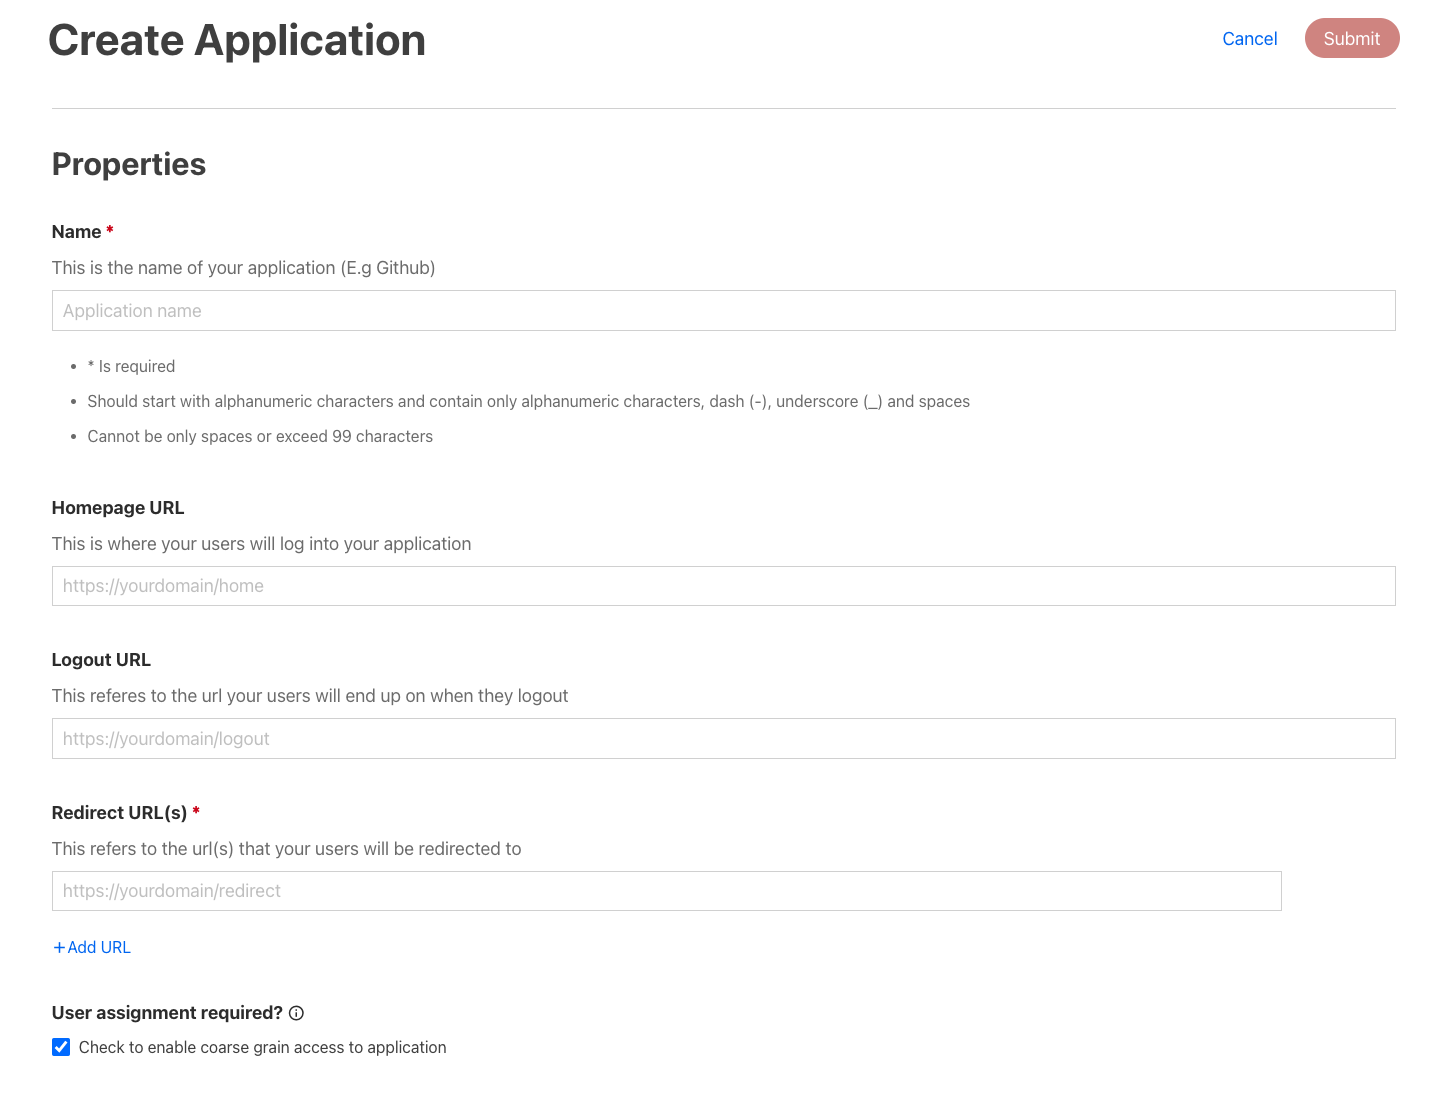 Create Application
Cancel
Submit
Properties
Name *
This is the name of your application (E.g Github)
Application name
• * Is required
• Should start with alphanumeric characters and contain only alphanumeric characters, dash (-), underscore (_) and spaces
• Cannot be only spaces or exceed 99 characters
Homepage URL
This is where your users will log into your application
https://yourdomain/home
Logout URL
This referes to the url your users will end up on when they logout
https://yourdomain/logout
Redirect URL(s) *
This refers to the url(s) that your users will be redirected to
https://yourdomain/redirect
+Add URL
User assignment required?
Check to enable coarse grain access to application